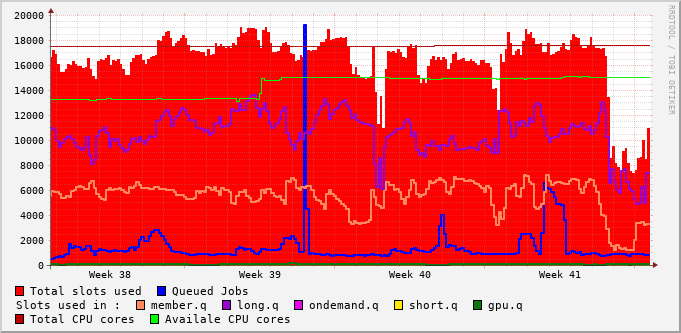 20000
18000
16000
14000
12000
10000
8000
6000
4000
2000
0
Week 38 Week 39 Week 40 Week 41
Total slots used Queued Jobs
Slots used in : member.q long.q ondemand.q short.q gpu.q
Total CPU cores Availale CPU cores
RRDTOOL / TOBI OETIKER